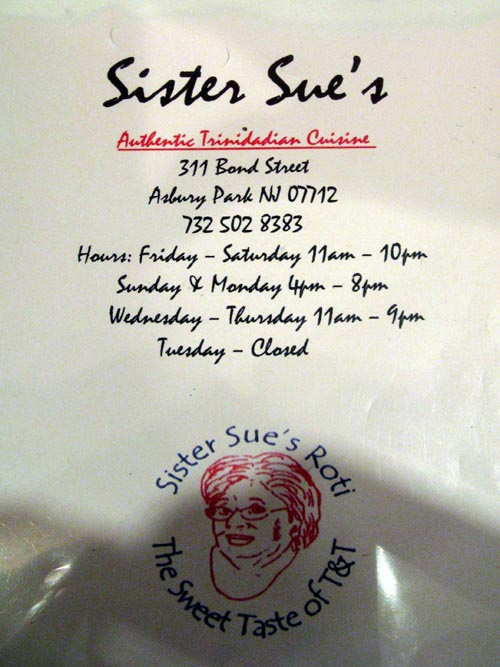 Sister Sue's
Authentic Trinidadian Cuisine
311 Bond Street
Asbury Park NJ 07712
732 502 8383
Hours: Friday - Saturday 11am - 10pm
Sunday & Monday 4pm - 8pm
Wednesday - Thursday 11am - 9pm
Tuesday - Closed
Sister Sue's Roti
The Sweet Taste of T&T